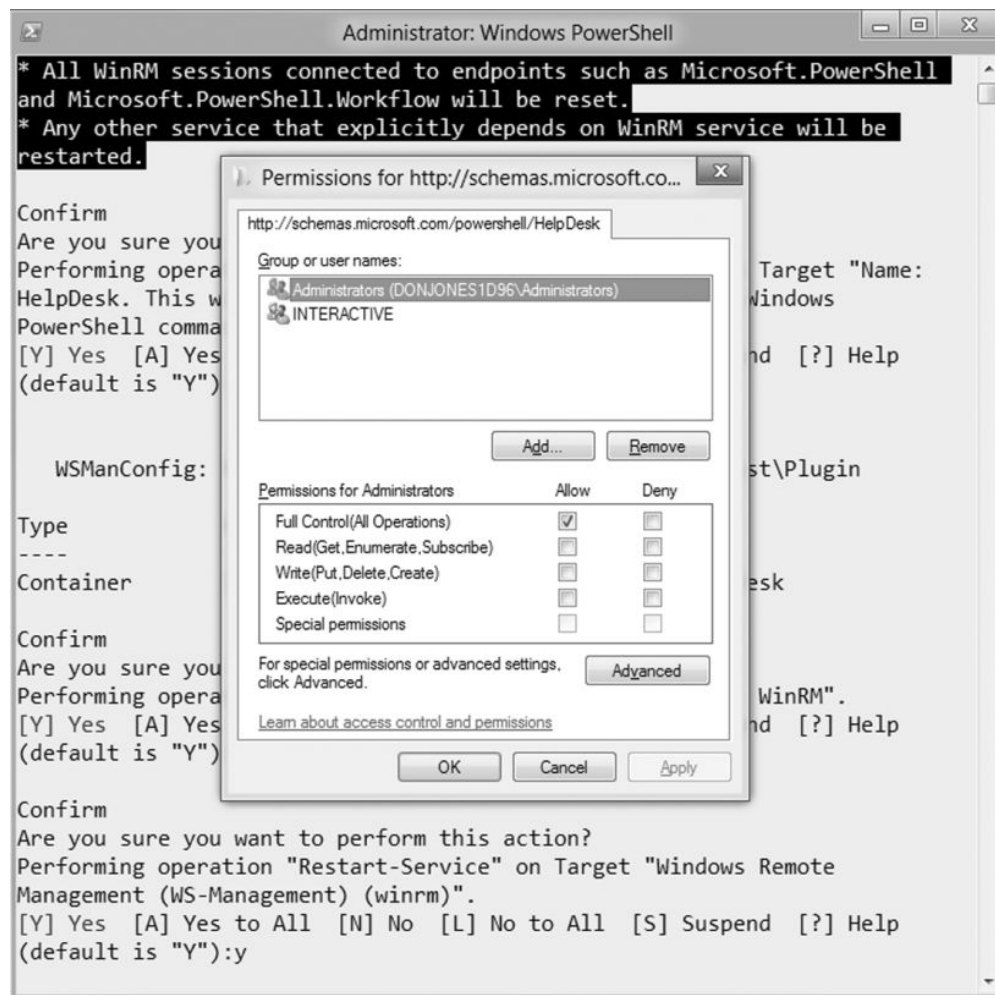 Administrator: Windows PowerShell
* All WinRM sessions connected to endpoints such as Microsoft.PowerShell
and Microsoft.PowerShell.Workflow will be reset.
* Any other service that explicitly depends on WinRM service will be
restarted.
Confirm
Are you sure you
Performing opera Target "Name:
HelpDesk. This w Windows
PowerShell comma
[Y] Yes [A] Yes nd [?] Help
(default is "Y")
WSManConfig: st\Plugin
Type
----
Container esk
Confirm
Are you sure you
Performing opera WinRM".
[Y] Yes [A] Yes nd [?] Help
(default is "Y")
Confirm
Are you sure you want to perform this action?
Performing operation "Restart-Service" on Target "Windows Remote
Management (WS-Management) (winrm)".
[Y] Yes [A] Yes to All [N] No [L] No to All [S] Suspend [?] Help
(default is "Y"):y
Permissions for http://schemas.microsoft.co...
http://schemas.microsoft.com/powershell/HelpDesk
Group or user names:
Administrators (DONJONES1D96\Administrators)
INTERACTIVE
Add... Remove
Permissions for Administrators Allow Deny
Full Control(All Operations)
Read(Get,Enumerate,Subscribe)
Write(Put,Delete,Create)
Execute(Invoke)
Special permissions
For special permissions or advanced settings,
click Advanced.
Advanced
Learn about access control and permissions
OK Cancel Apply